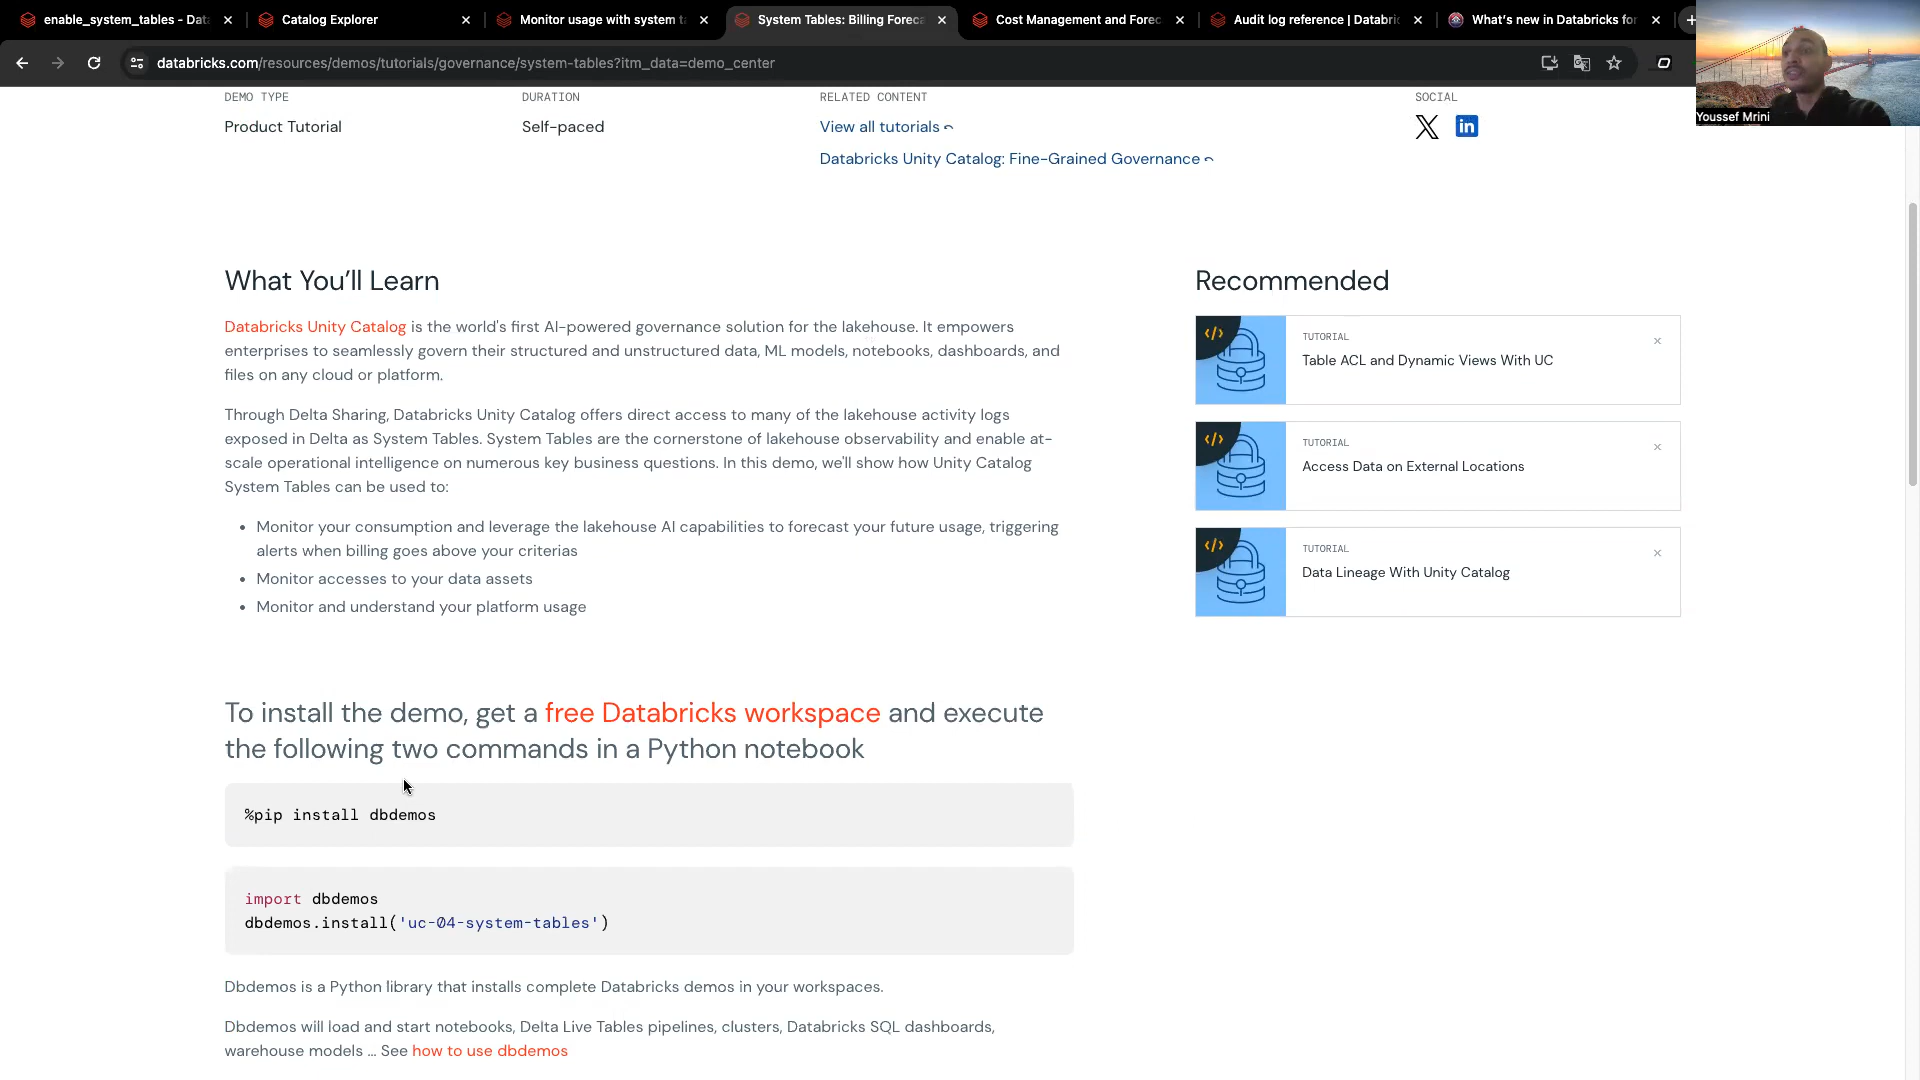 enable_system_tables - Dat
Catalog Explorer
Monitor usage with system t
System Tables: Billing Foreca
Cost Management and Forec
Audit log reference | Databric
What's new in Databricks for
databricks.com/resources/demos/tutorials/governance/system-tables?itm_data=demo_center
Youssef Mrini
DEMO TYPE
Product Tutorial
DURATION
Self-paced
RELATED CONTENT
View all tutorials
Databricks Unity Catalog: Fine-Grained Governance
SOCIAL
What You'll Learn
Databricks Unity Catalog is the world's first AI-powered governance solution for the lakehouse. It empowers
enterprises to seamlessly govern their structured and unstructured data, ML models, notebooks, dashboards, and
files on any cloud or platform.
Through Delta Sharing, Databricks Unity Catalog offers direct access to many of the lakehouse activity logs
exposed in Delta as System Tables. System Tables are the cornerstone of lakehouse observability and enable at-
scale operational intelligence on numerous key business questions. In this demo, we'll show how Unity Catalog
System Tables can be used to:
• Monitor your consumption and leverage the lakehouse AI capabilities to forecast your future usage, triggering
alerts when billing goes above your criterias
• Monitor accesses to your data assets
• Monitor and understand your platform usage
Recommended
</>
TUTORIAL
Table ACL and Dynamic Views With UC
</>
TUTORIAL
Access Data on External Locations
</>
TUTORIAL
Data Lineage With Unity Catalog
To install the demo, get a free Databricks workspace and execute
the following two commands in a Python notebook
%pip install dbdemos
import dbdemos
dbdemos.install('uc-04-system-tables')
Dbdemos is a Python library that installs complete Databricks demos in your workspaces.
Dbdemos will load and start notebooks, Delta Live Tables pipelines, clusters, Databricks SQL dashboards,
warehouse models ... See how to use dbdemos